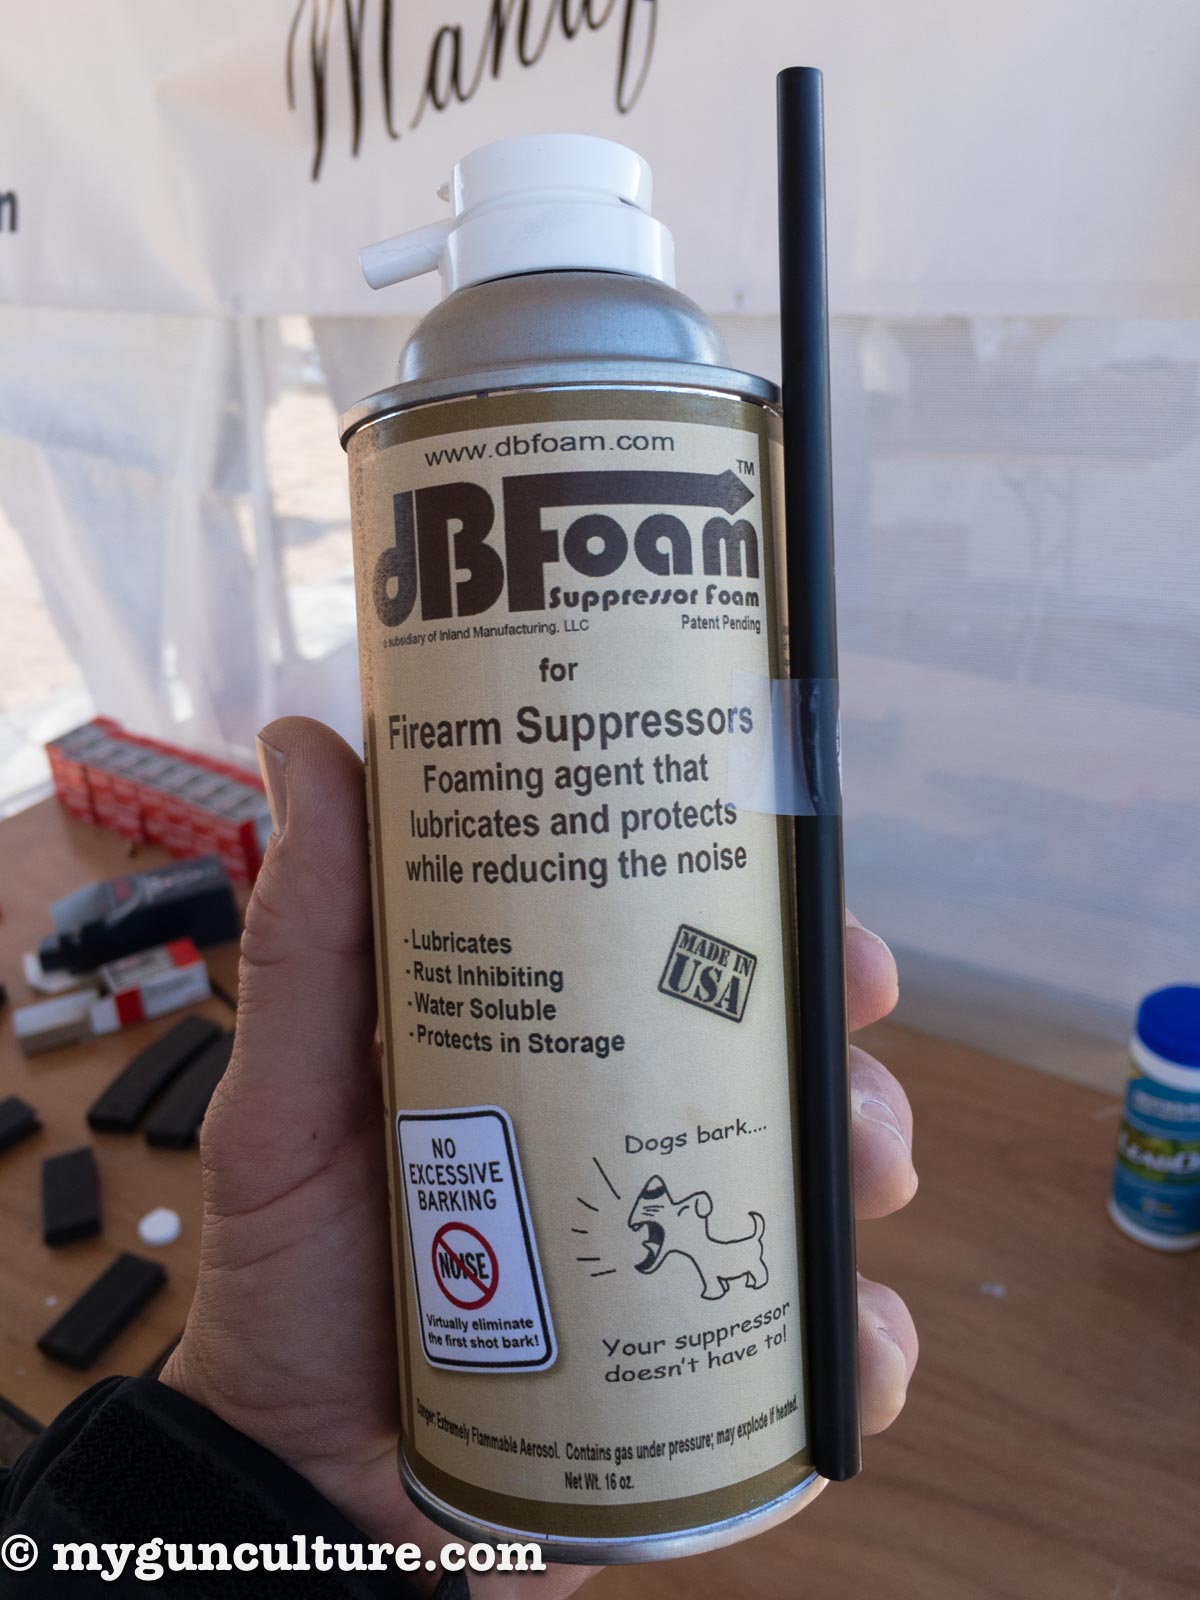 Manuf
n
www.dbfoam.com
dBFoam™
Suppressor Foam
a subsidiary of Inland Manufacturing, LLC
Patent Pending
for
Firearm Suppressors
Foaming agent that
lubricates and protects
while reducing the noise
-Lubricates
-Rust Inhibiting
-Water Soluble
-Protects in Storage
MADE IN
USA
NO
EXCESSIVE
BARKING
NOISE
Virtually eliminate
the first shot bark!
Dogs bark....
Your suppressor
doesn't have to!
Danger: Extremely Flammable Aerosol. Contains gas under pressure; may explode if heated.
Net Wt. 16 oz.
© mygunculture.com